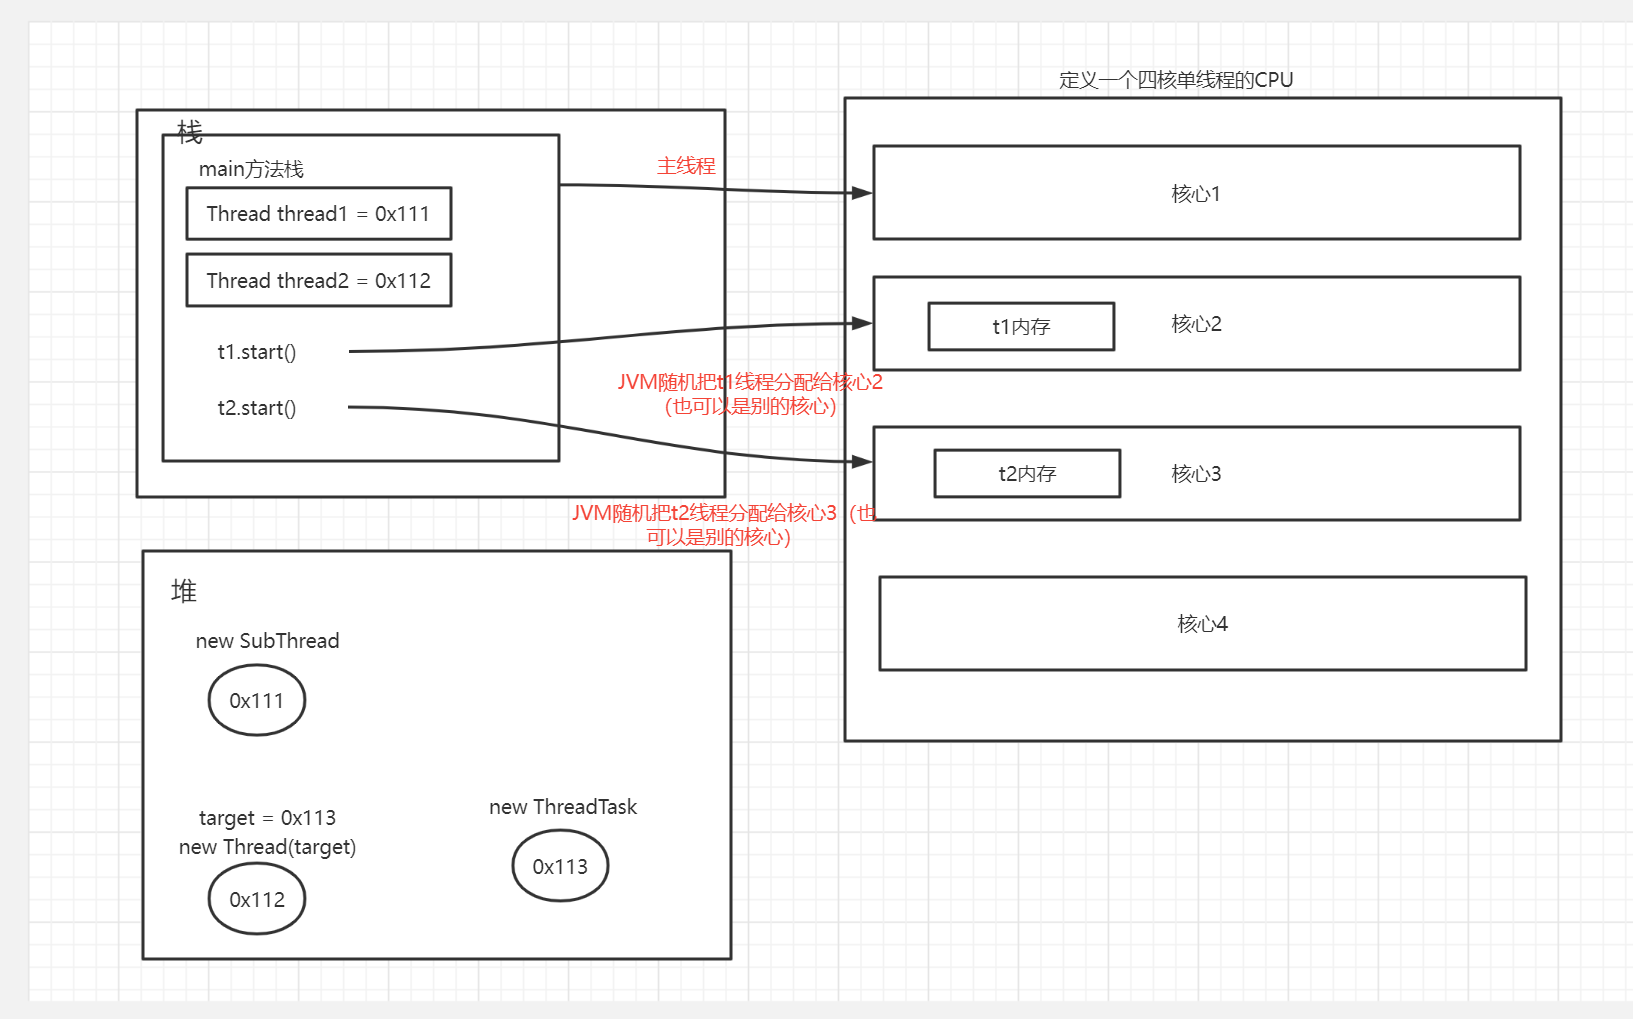 定义一个四核单线程的CPU
栈
main方法栈
Thread thread1 = 0x111
Thread thread2 = 0x112
t1.start()
t2.start()
主线程
JVM随机把t1线程分配给核心2
（也可以是别的核心）
JVM随机把t2线程分配给核心3（也
可以是别的核心）
核心1
t1内存
核心2
t2内存
核心3
核心4
堆
new SubThread
0x111
target = 0x113
new Thread(target)
0x112
new ThreadTask
0x113